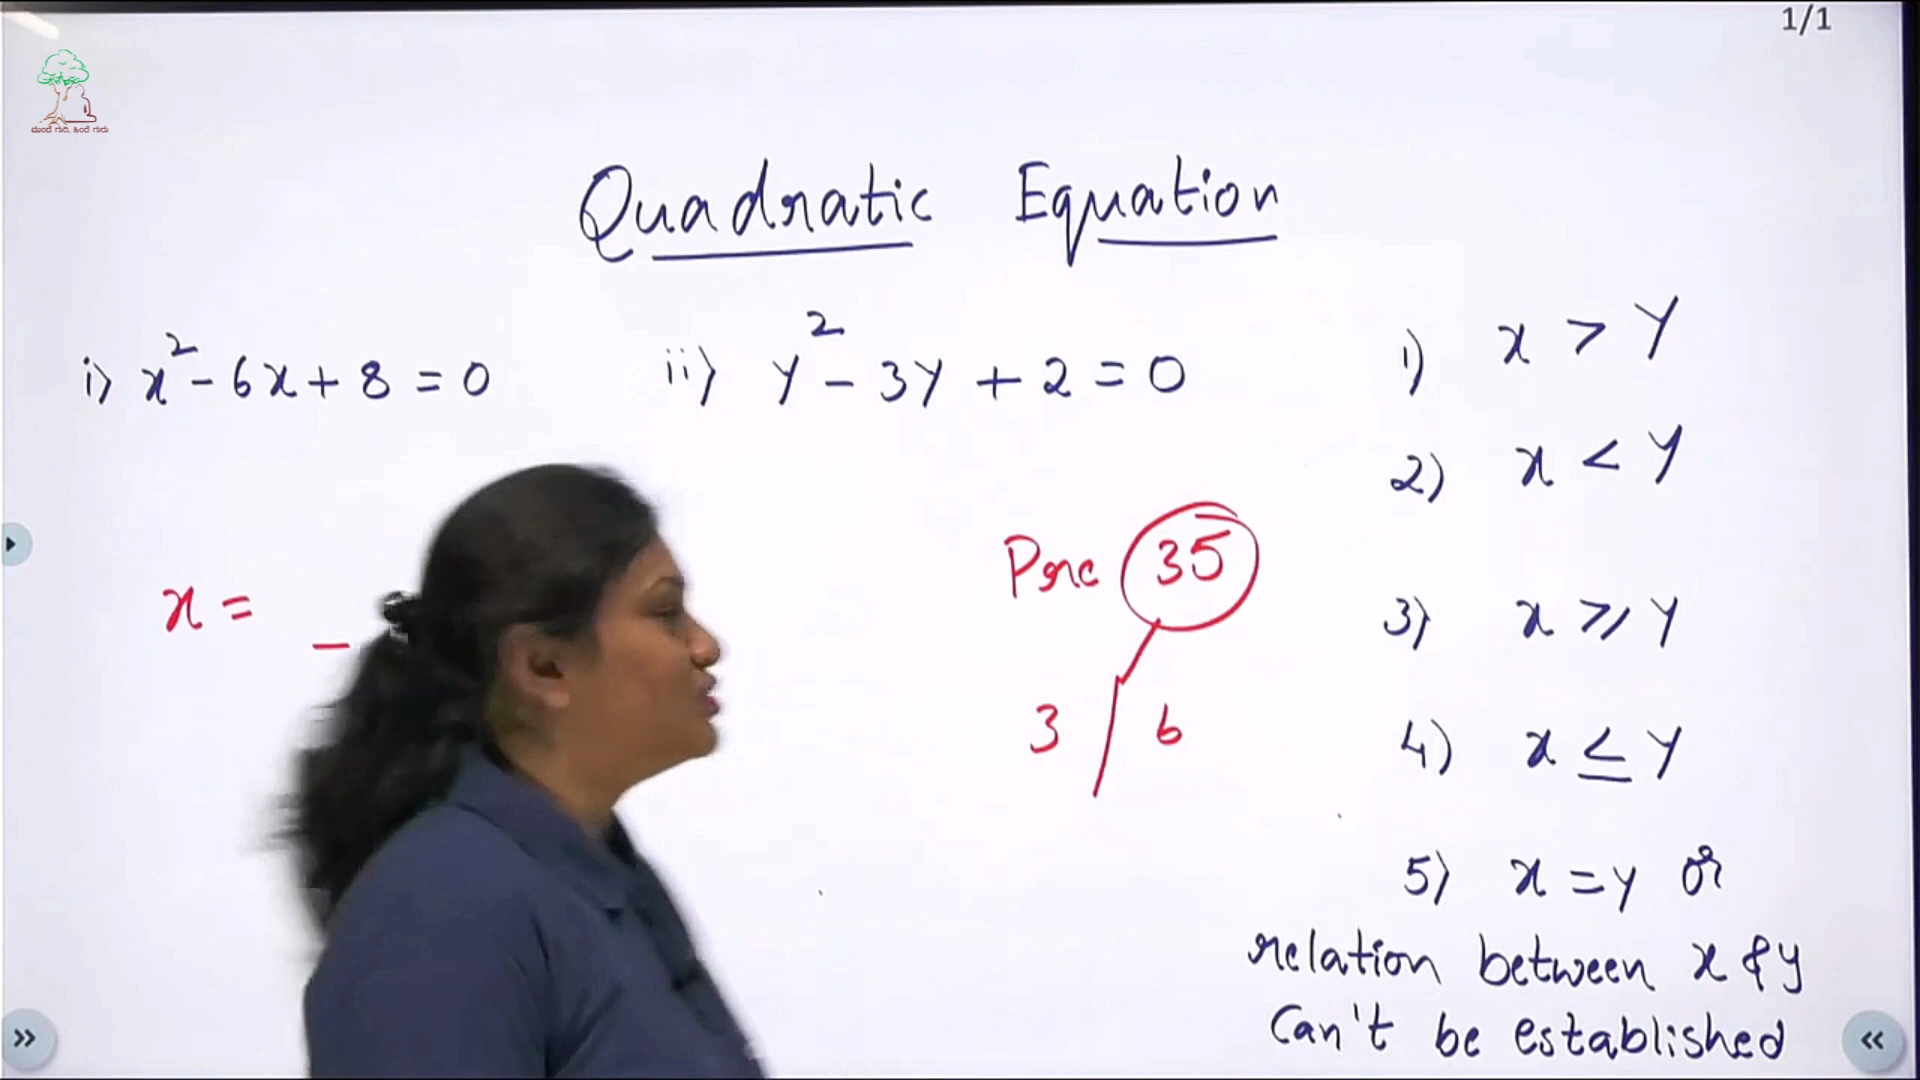 1/1
ಮುಂದೆ ಗುರಿ, ಹಿಂದೆ ಗುರು
Quadratic Equation
i) x² - 6x + 8 = 0
ii) y² - 3y + 2 = 0
1) x > y
2) x < y
3) x ≥ y
4) x ≤ y
5) x = y or
relation between x & y
Can't be established
x = -
Pre 35
3 / 6